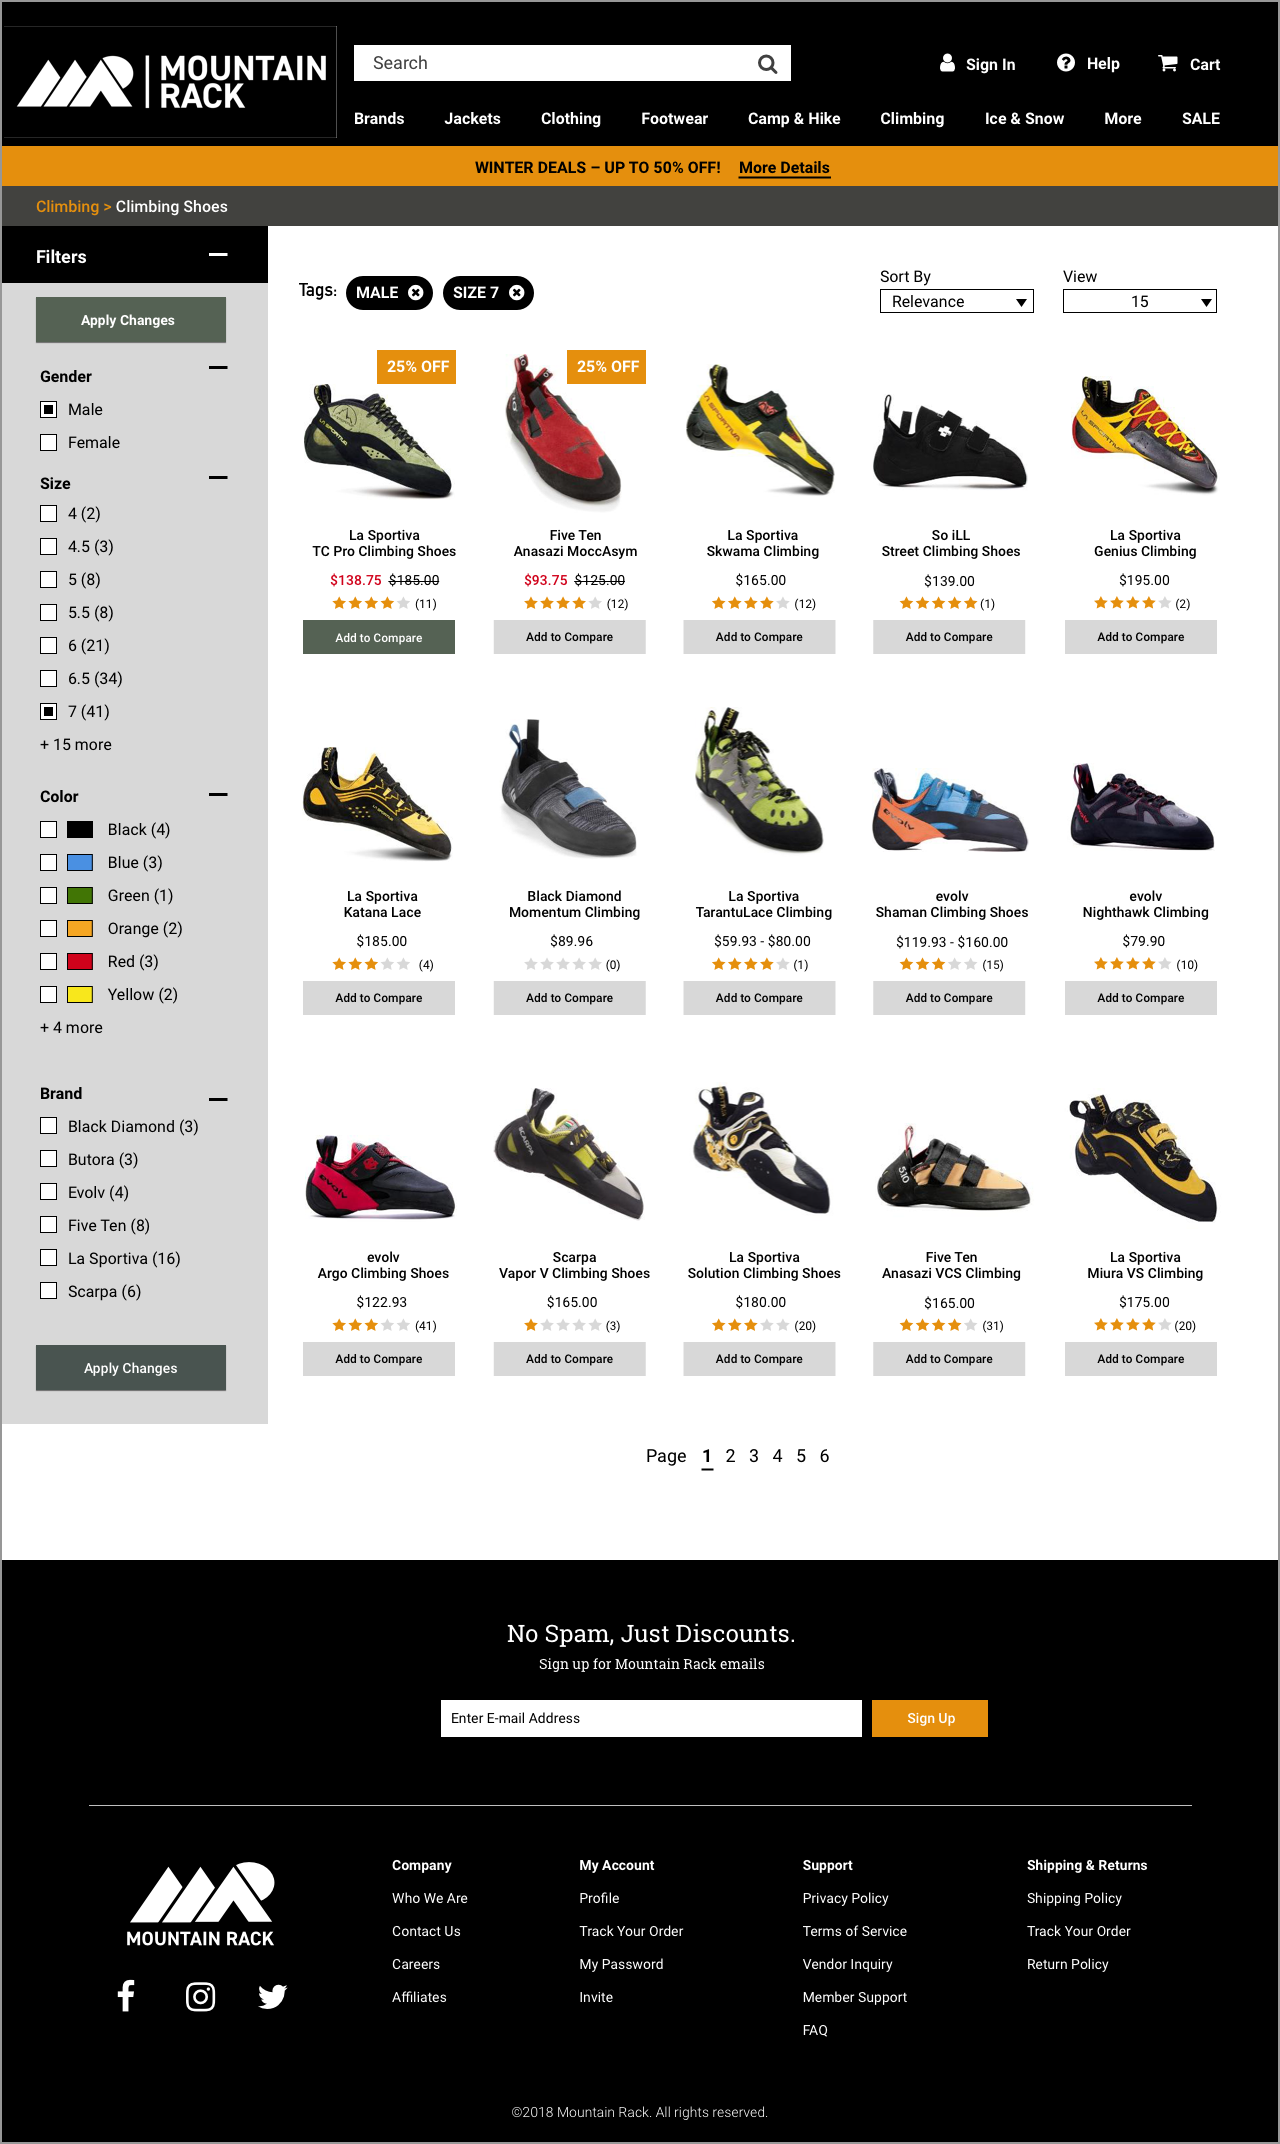 MOUNTAIN
RACK
Search
Sign In
Help
Cart
Brands
Jackets
Clothing
Footwear
Camp & Hike
Climbing
Ice & Snow
More
SALE
WINTER DEALS – UP TO 50% OFF! More Details
Climbing > Climbing Shoes
Filters
Apply Changes
Gender
Male
Female
Size
4 (2)
4.5 (3)
5 (8)
5.5 (8)
6 (21)
6.5 (34)
7 (41)
+ 15 more
Color
Black (4)
Blue (3)
Green (1)
Orange (2)
Red (3)
Yellow (2)
+ 4 more
Brand
Black Diamond (3)
Butora (3)
Evolv (4)
Five Ten (8)
La Sportiva (16)
Scarpa (6)
Apply Changes
Tags:
MALE
SIZE 7
Sort By
Relevance
View
15
25% OFF
La Sportiva
TC Pro Climbing Shoes
$138.75 $185.00
(11)
Add to Compare
25% OFF
Five Ten
Anasazi MoccAsym
$93.75 $125.00
(12)
Add to Compare
LA SPORTIVA
La Sportiva
Skwama Climbing
$165.00
(12)
Add to Compare
So iLL
Street Climbing Shoes
$139.00
(1)
Add to Compare
LA SPORTIVA
La Sportiva
Genius Climbing
$195.00
(2)
Add to Compare
La Sportiva
Katana Lace
$185.00
(4)
Add to Compare
Black Diamond
Momentum Climbing
$89.96
(0)
Add to Compare
La Sportiva
TarantuLace Climbing
$59.93 - $80.00
(1)
Add to Compare
evolv
evolv
Shaman Climbing Shoes
$119.93 - $160.00
(15)
Add to Compare
evolv
evolv
Nighthawk Climbing
$79.90
(10)
Add to Compare
evolv
evolv
Argo Climbing Shoes
$122.93
(41)
Add to Compare
SCARPA
Scarpa
Vapor V Climbing Shoes
$165.00
(3)
Add to Compare
La Sportiva
Solution Climbing Shoes
$180.00
(20)
Add to Compare
510
Five Ten
Anasazi VCS Climbing
$165.00
(31)
Add to Compare
La Sportiva
Miura VS Climbing
$175.00
(20)
Add to Compare
Page 1 2 3 4 5 6
No Spam, Just Discounts.
Sign up for Mountain Rack emails
Enter E-mail Address
Sign Up
MOUNTAIN RACK
Company
Who We Are
Contact Us
Careers
Affiliates
My Account
Profile
Track Your Order
My Password
Invite
Support
Privacy Policy
Terms of Service
Vendor Inquiry
Member Support
FAQ
Shipping & Returns
Shipping Policy
Track Your Order
Return Policy
©2018 Mountain Rack. All rights reserved.